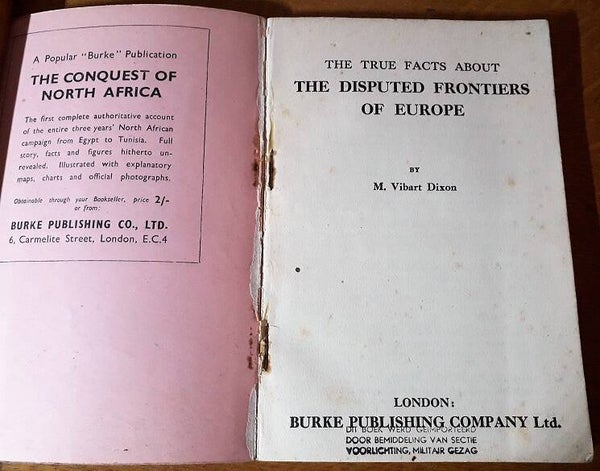 A Popular "Burke" Publication
THE CONQUEST OF
NORTH AFRICA
The first complete authoritative account
of the entire three years' North African
campaign from Egypt to Tunisia. Full
story, facts and figures hitherto un-
revealed. Illustrated with explanatory
maps, charts and official photographs.
Obtainable through your Bookseller, price 2/-
or from:
BURKE PUBLISHING CO., LTD.
6, Carmelite Street, London, E.C.4
THE TRUE FACTS ABOUT
THE DISPUTED FRONTIERS
OF EUROPE
BY
M. Vibart Dixon
LONDON:
BURKE PUBLISHING COMPANY Ltd.
DIT BOEK WERD GEIMPORTEERD
DOOR BEMIDDELING VAN SECTIE
VOORLICHTING, MILITAIR GEZAG